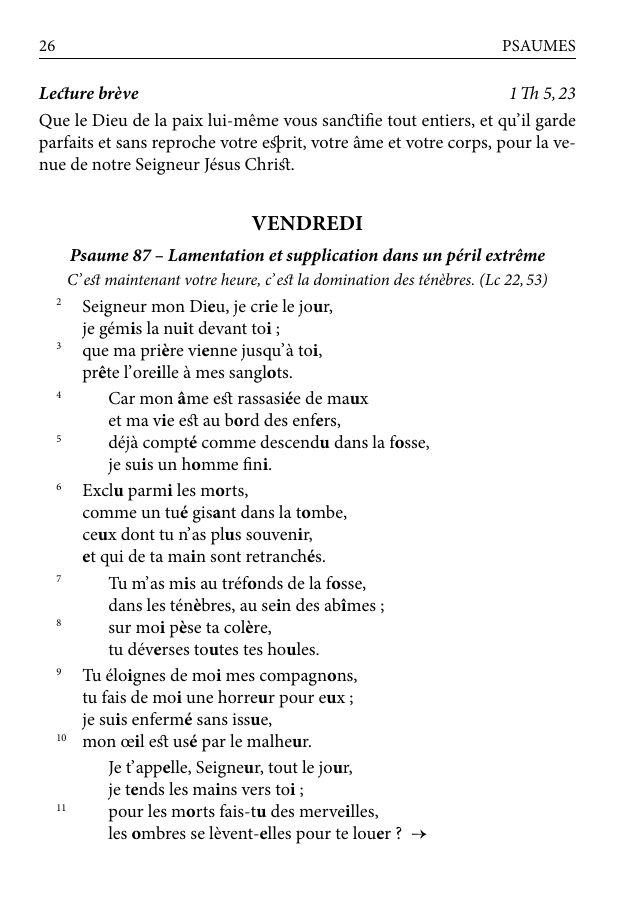 26 PSAUMES
Lecture brève 1 Th 5, 23
Que le Dieu de la paix lui-même vous sanctifie tout entiers, et qu’il garde
parfaits et sans reproche votre esprit, votre âme et votre corps, pour la ve-
nue de notre Seigneur Jésus Christ.
VENDREDI
Psaume 87 – Lamentation et supplication dans un péril extrême
C’est maintenant votre heure, c’est la domination des ténèbres. (Lc 22, 53)
2 Seigneur mon Dieu, je crie le jour,
je gémis la nuit devant toi ;
3 que ma prière vienne jusqu’à toi,
prête l’oreille à mes sanglots.
4 Car mon âme est rassasiée de maux
et ma vie est au bord des enfers,
5 déjà compté comme descendu dans la fosse,
je suis un homme fini.
6 Exclu parmi les morts,
comme un tué gisant dans la tombe,
ceux dont tu n’as plus souvenir,
et qui de ta main sont retranchés.
7 Tu m’as mis au tréfonds de la fosse,
dans les ténèbres, au sein des abîmes ;
8 sur moi pèse ta colère,
tu déverses toutes tes houles.
9 Tu éloignes de moi mes compagnons,
tu fais de moi une horreur pour eux ;
je suis enfermé sans issue,
10 mon œil est usé par le malheur.
Je t’appelle, Seigneur, tout le jour,
je tends les mains vers toi ;
11 pour les morts fais-tu des merveilles,
les ombres se lèvent-elles pour te louer ? →